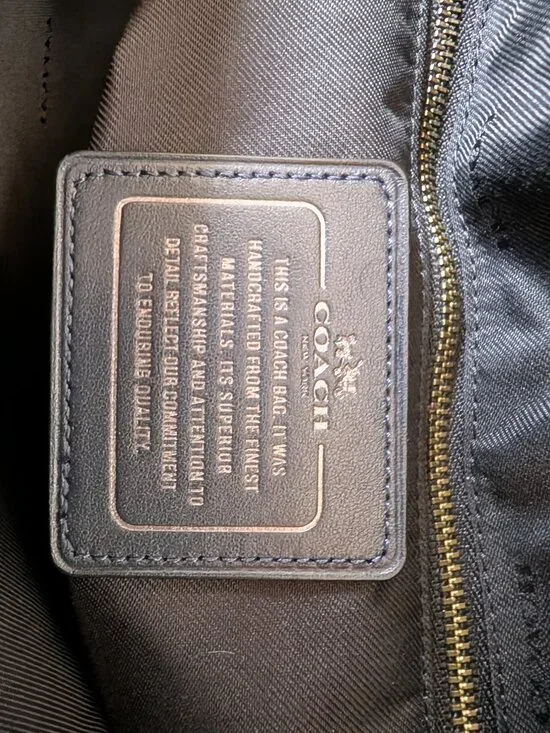 COACH
NEW YORK
THIS IS A COACH BAG. IT WAS
HANDCRAFTED FROM THE FINEST
MATERIALS. ITS SUPERIOR
CRAFTSMANSHIP AND ATTENTION TO
DETAIL REFLECT OUR COMMITMENT
TO ENDURING QUALITY.